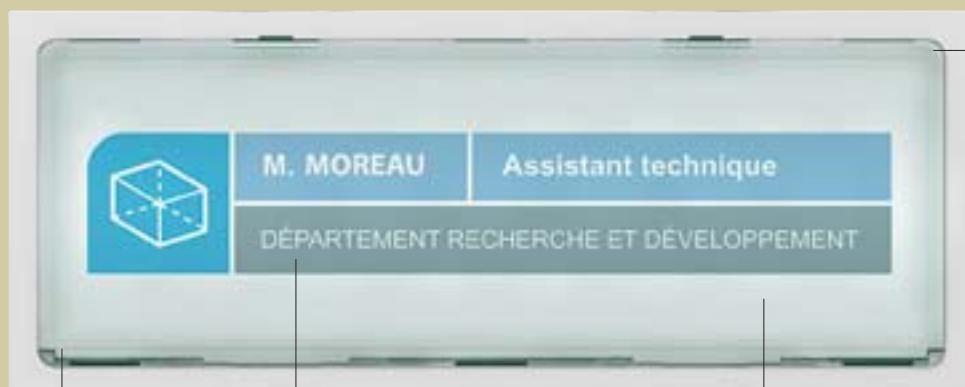 M. MOREAU Assistant technique
DÉPARTEMENT RECHERCHE ET DÉVELOPPEMENT